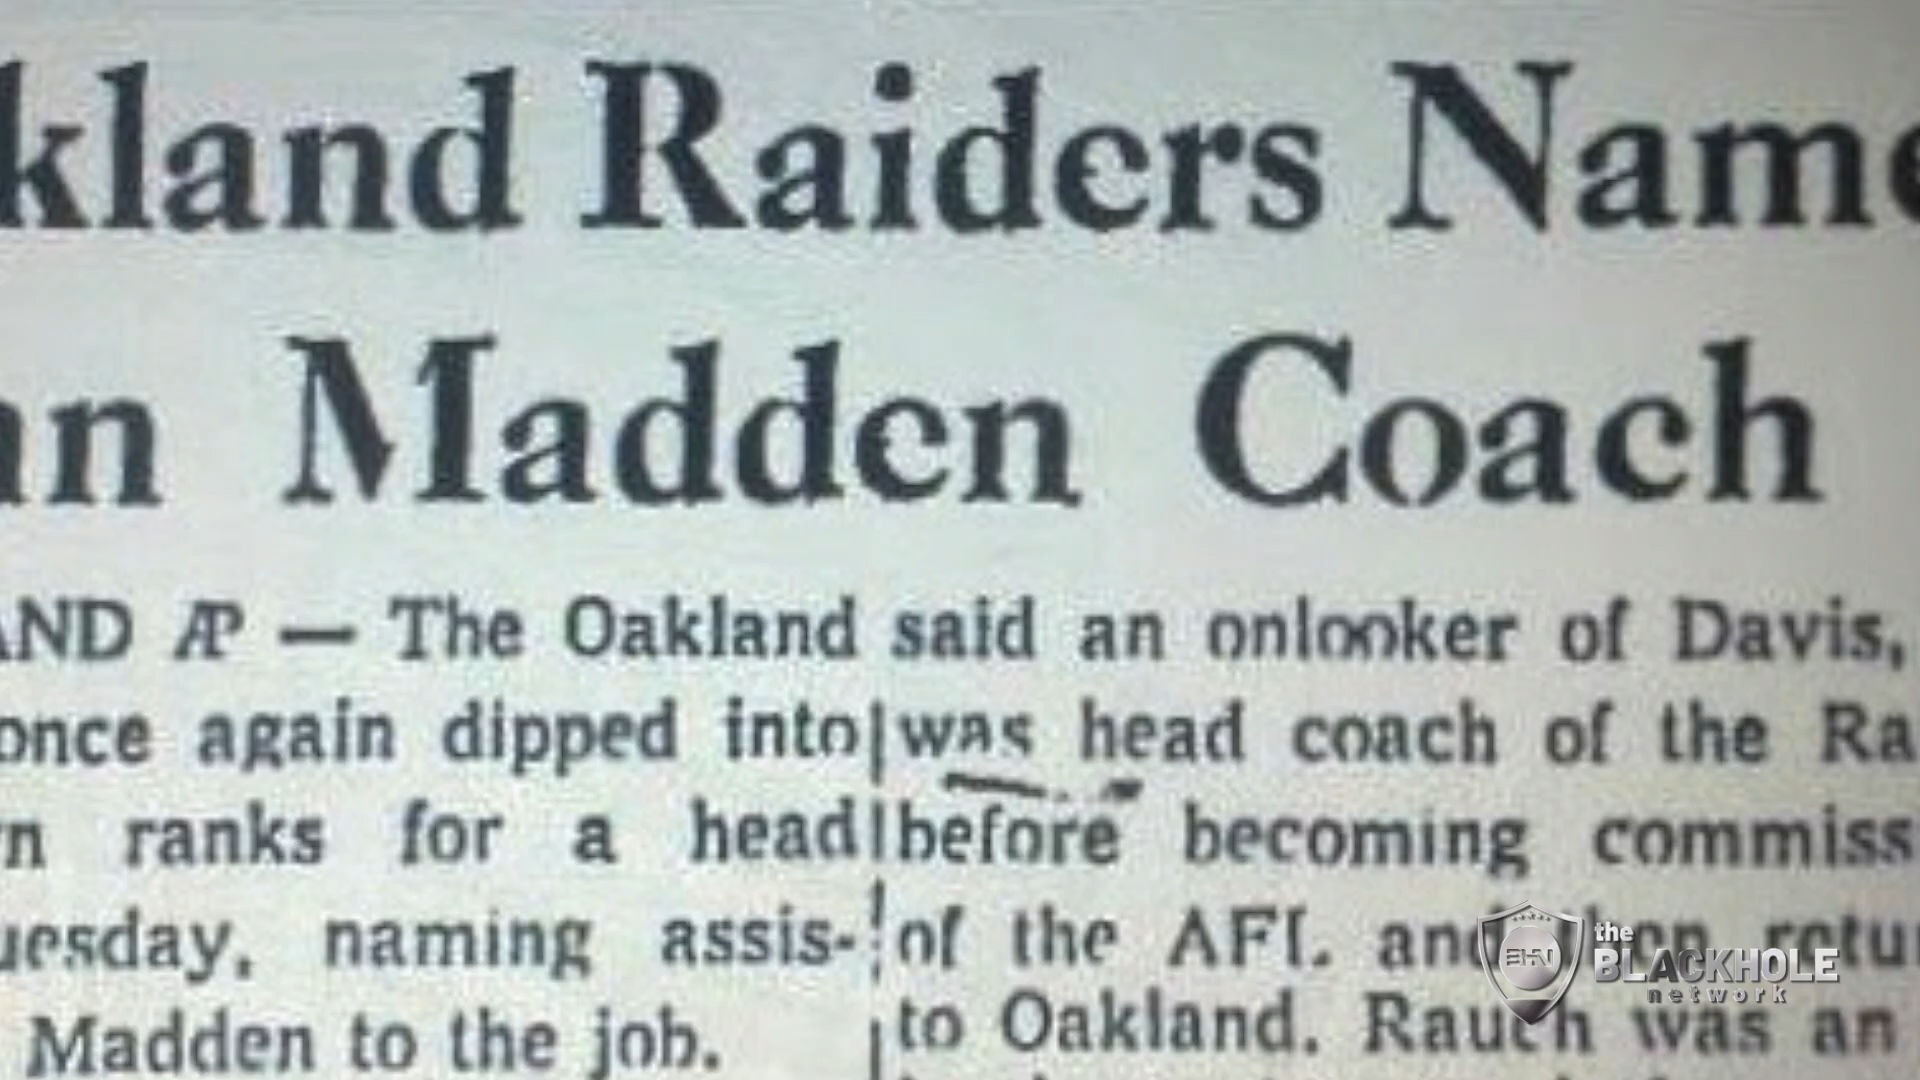 kland Raiders Name
n Madden Coach
AND AP — The Oakland
once again dipped into
n ranks for a head
uesday, naming assis-
Madden to the job.
said an onlooker of Davis,
was head coach of the Ra
before becoming commiss
of the AFL and then retu
to Oakland. Rauch was an
the
BLACKHOLE
network
BHN